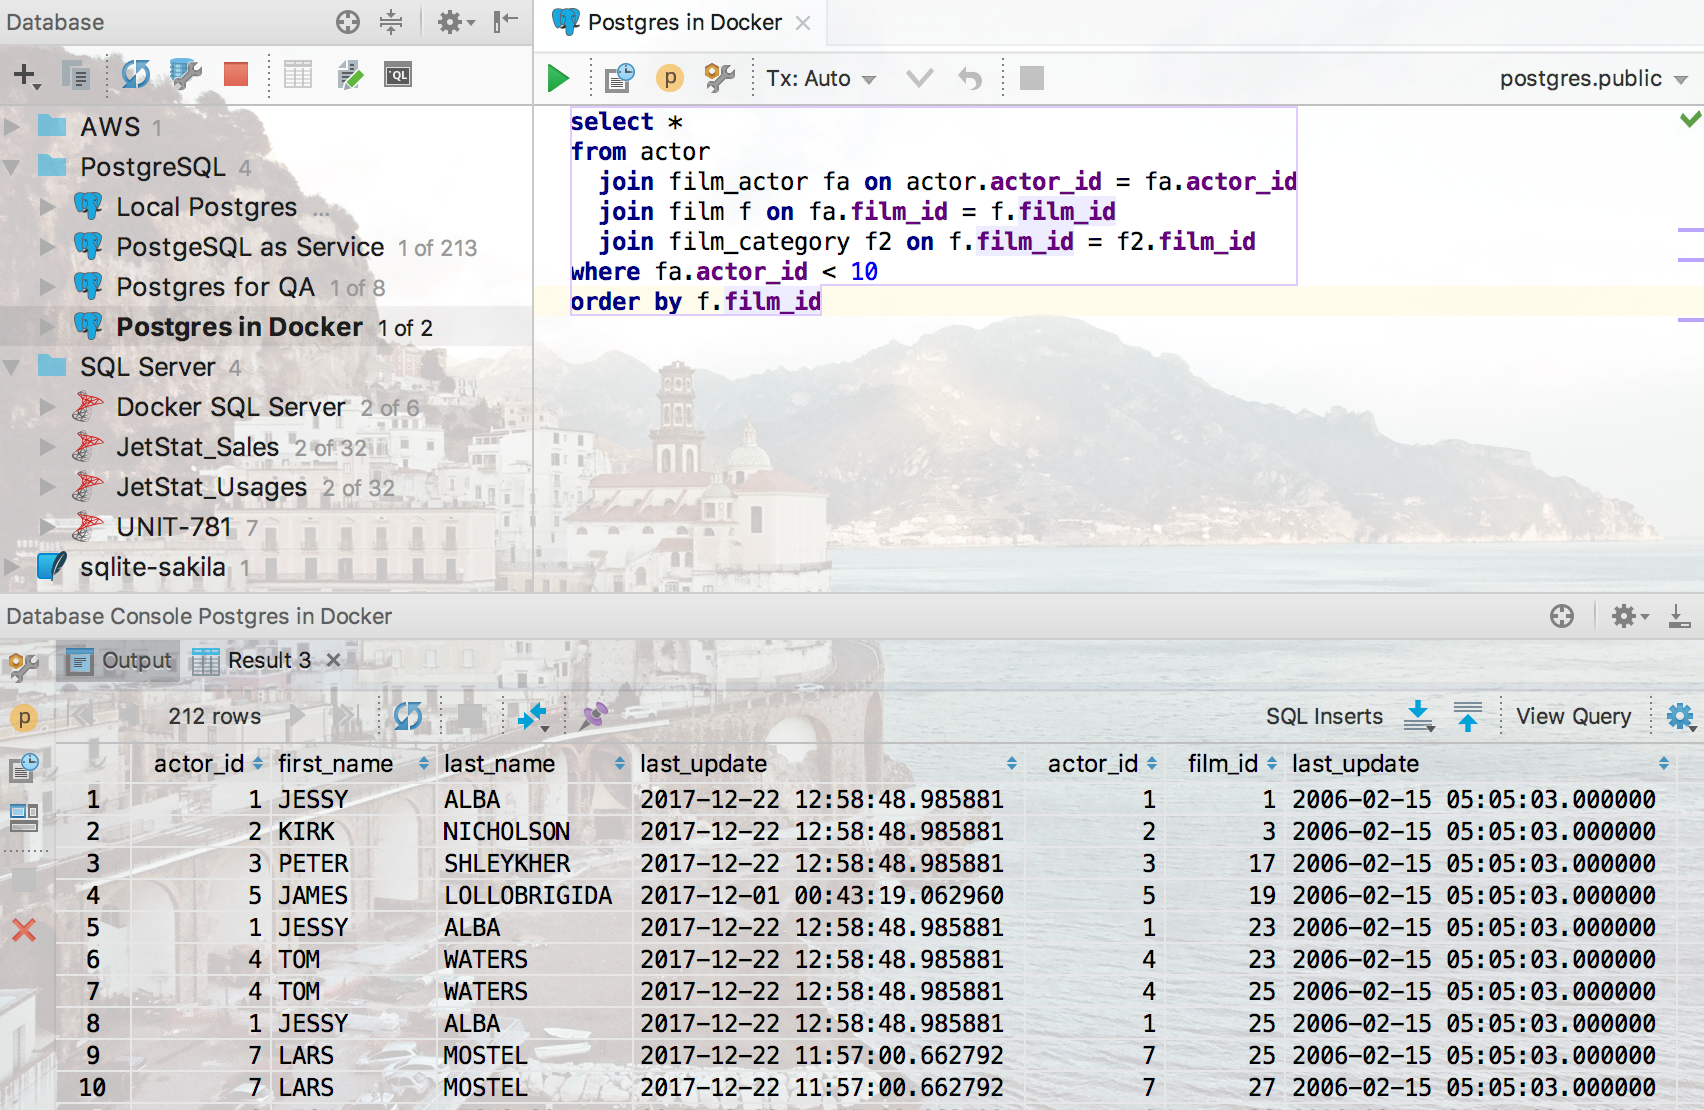 Database
Postgres in Docker
QL
p
Tx: Auto
postgres.public
AWS 1
PostgreSQL 4
Local Postgres ...
PostgeSQL as Service 1 of 213
Postgres for QA 1 of 8
Postgres in Docker 1 of 2
SQL Server 4
Docker SQL Server 2 of 6
JetStat_Sales 2 of 32
JetStat_Usages 2 of 32
UNIT-781 7
sqlite-sakila 1
select *
from actor
join film_actor fa on actor.actor_id = fa.actor_id
join film f on fa.film_id = f.film_id
join film_category f2 on f.film_id = f2.film_id
where fa.actor_id < 10
order by f.film_id
Database Console Postgres in Docker
Output Result 3
p
212 rows SQL Inserts View Query
actor_id first_name last_name last_update actor_id film_id last_update
1 1 JESSY ALBA 2017-12-22 12:58:48.985881 1 1 2006-02-15 05:05:03.000000
2 2 KIRK NICHOLSON 2017-12-22 12:58:48.985881 2 3 2006-02-15 05:05:03.000000
3 3 PETER SHLEYKHER 2017-12-22 12:58:48.985881 3 17 2006-02-15 05:05:03.000000
4 5 JAMES LOLLOBRIGIDA 2017-12-01 00:43:19.062960 5 19 2006-02-15 05:05:03.000000
5 1 JESSY ALBA 2017-12-22 12:58:48.985881 1 23 2006-02-15 05:05:03.000000
6 4 TOM WATERS 2017-12-22 12:58:48.985881 4 23 2006-02-15 05:05:03.000000
7 4 TOM WATERS 2017-12-22 12:58:48.985881 4 25 2006-02-15 05:05:03.000000
8 1 JESSY ALBA 2017-12-22 12:58:48.985881 1 25 2006-02-15 05:05:03.000000
9 7 LARS MOSTEL 2017-12-22 11:57:00.662792 7 25 2006-02-15 05:05:03.000000
10 7 LARS MOSTEL 2017-12-22 11:57:00.662792 7 27 2006-02-15 05:05:03.000000